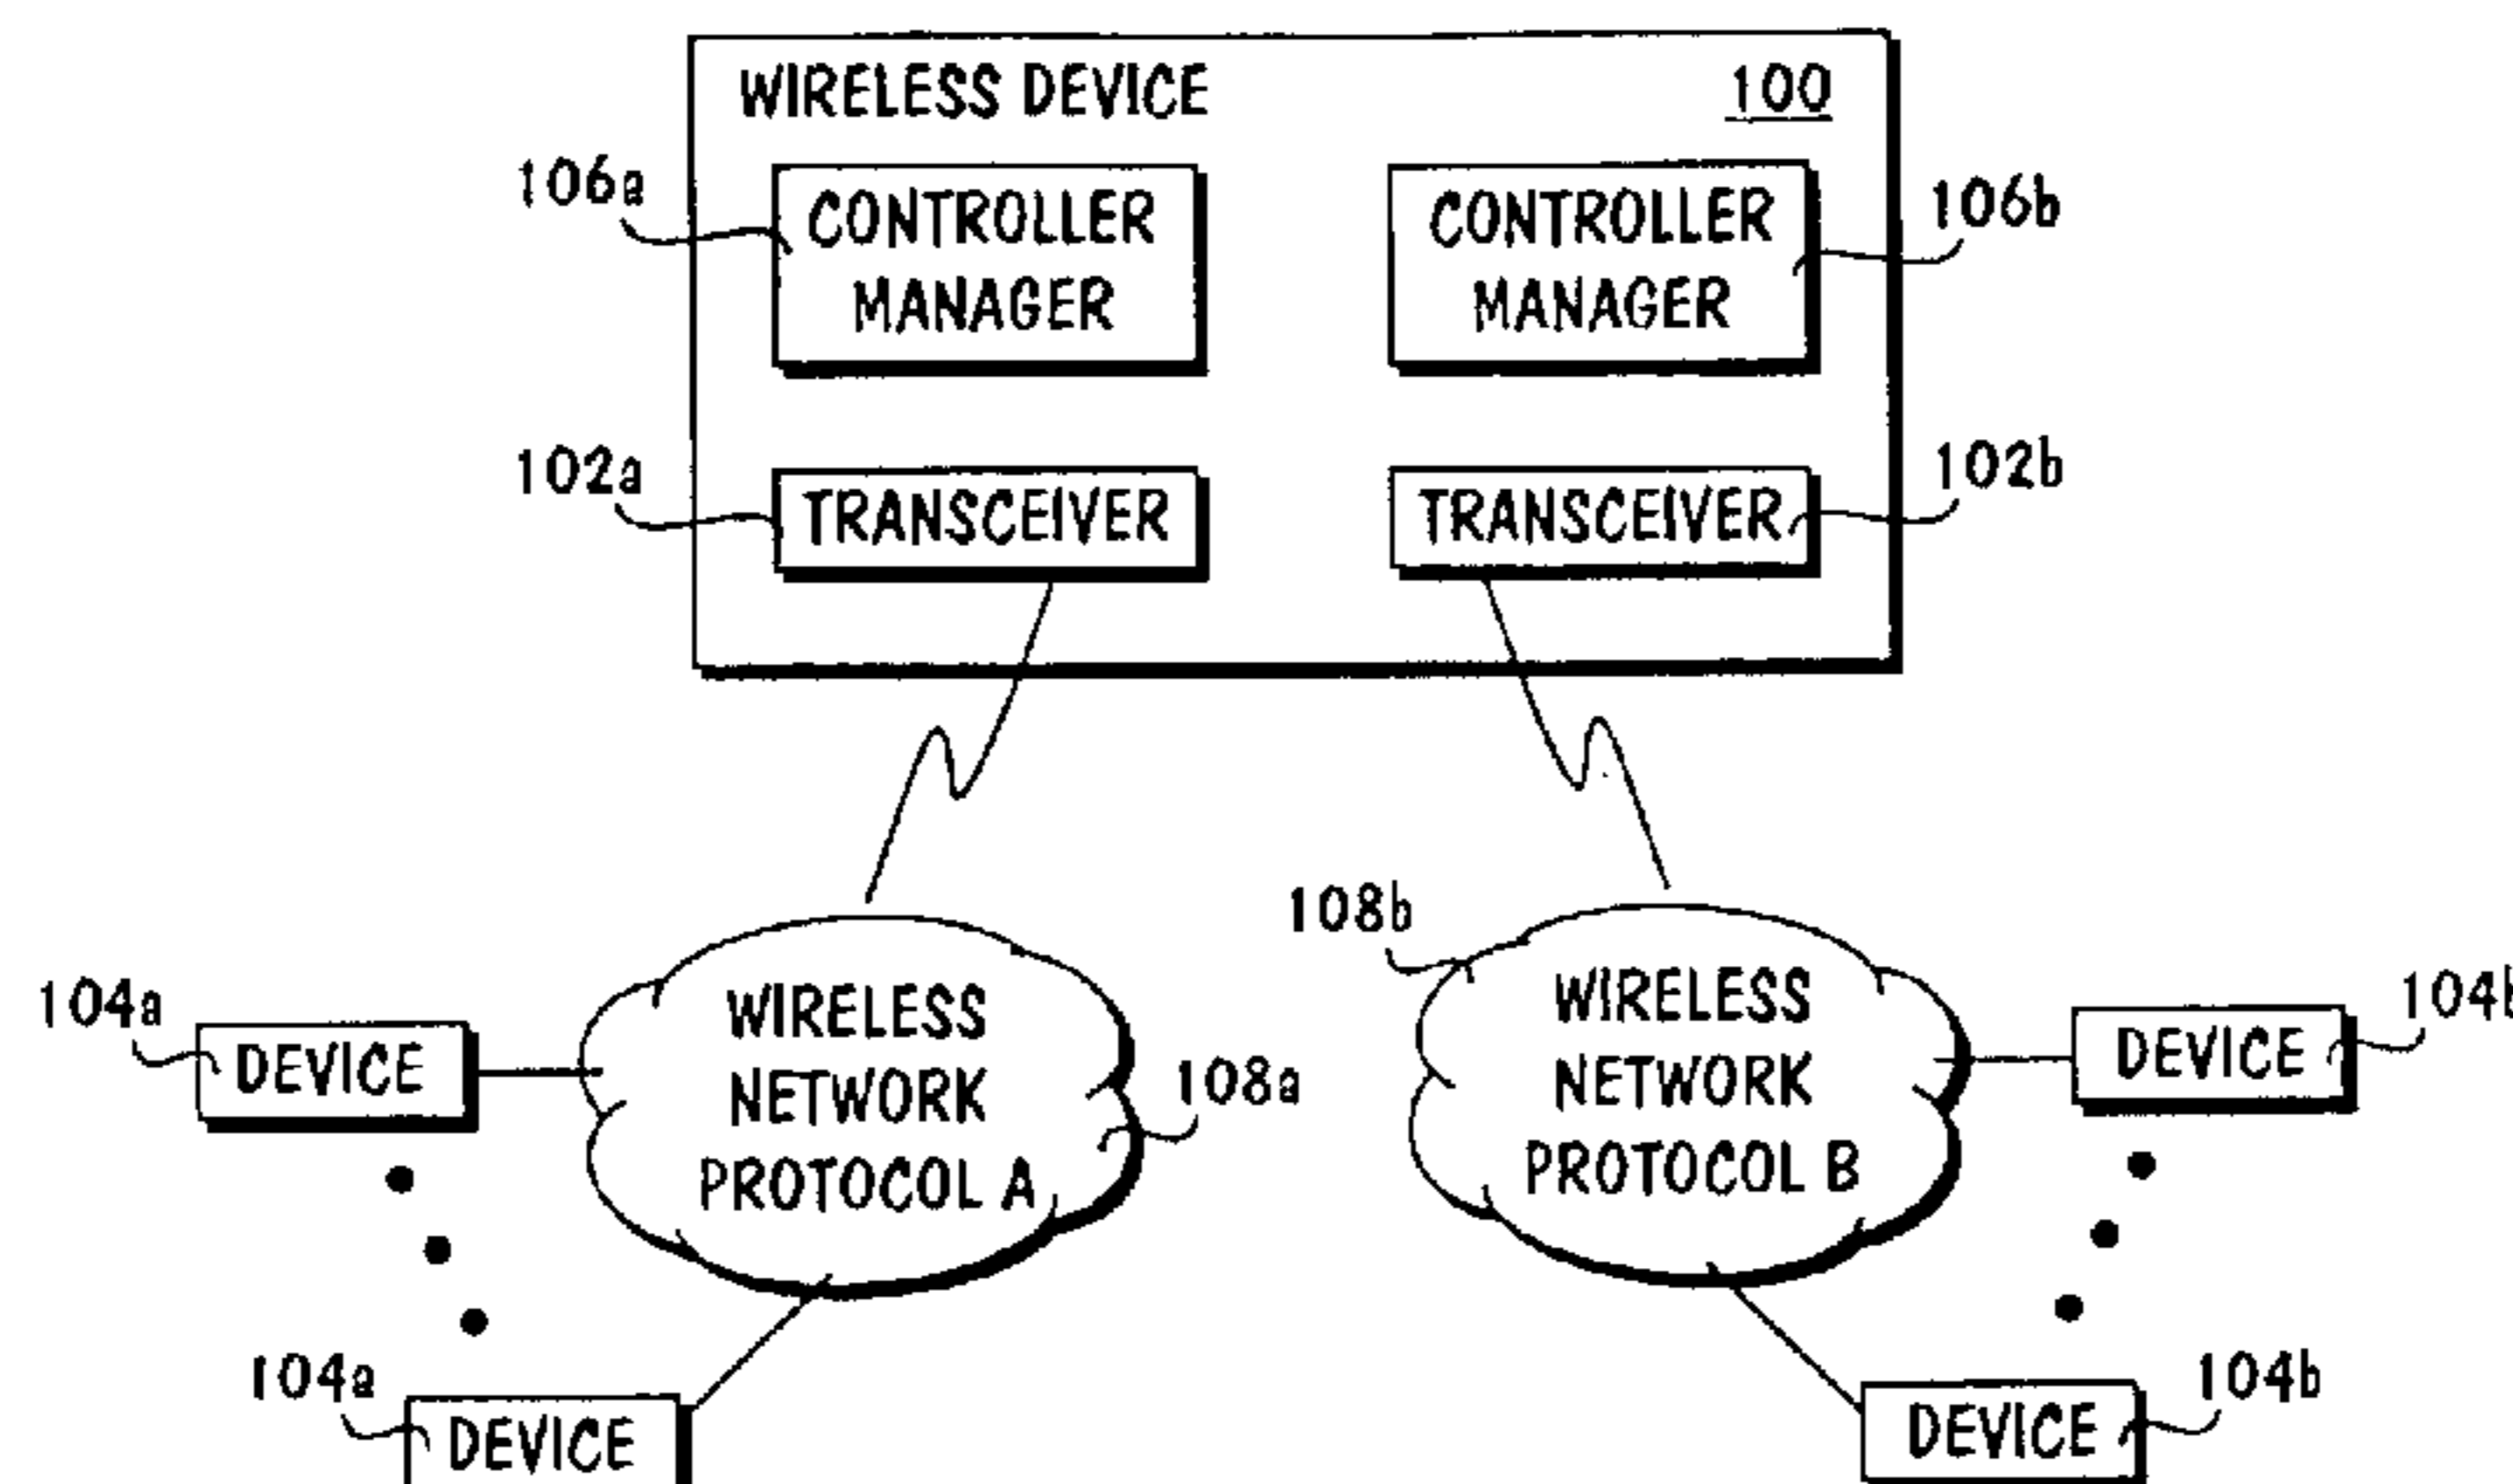 WIRELESS DEVICE
100
106a
CONTROLLER
MANAGER
CONTROLLER
MANAGER
106b
102a
TRANSCEIVER
TRANSCEIVER
102b
108b
104a
DEVICE
WIRELESS
NETWORK
PROTOCOL A
108a
WIRELESS
NETWORK
PROTOCOL B
DEVICE
104b
104a
DEVICE
DEVICE
104b